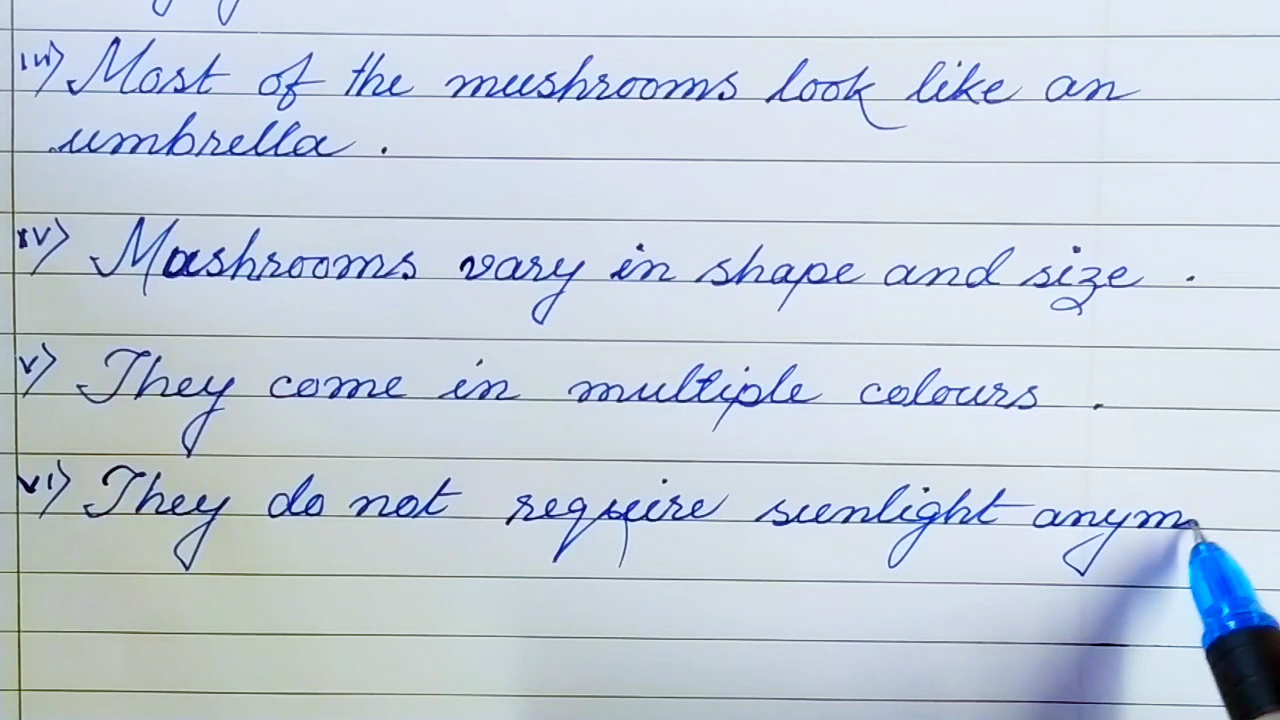 iii) Most of the mushrooms look like an
umbrella .
iv) Mushrooms vary in shape and size .
v) They come in multiple colours .
vi) They do not require sunlight anym